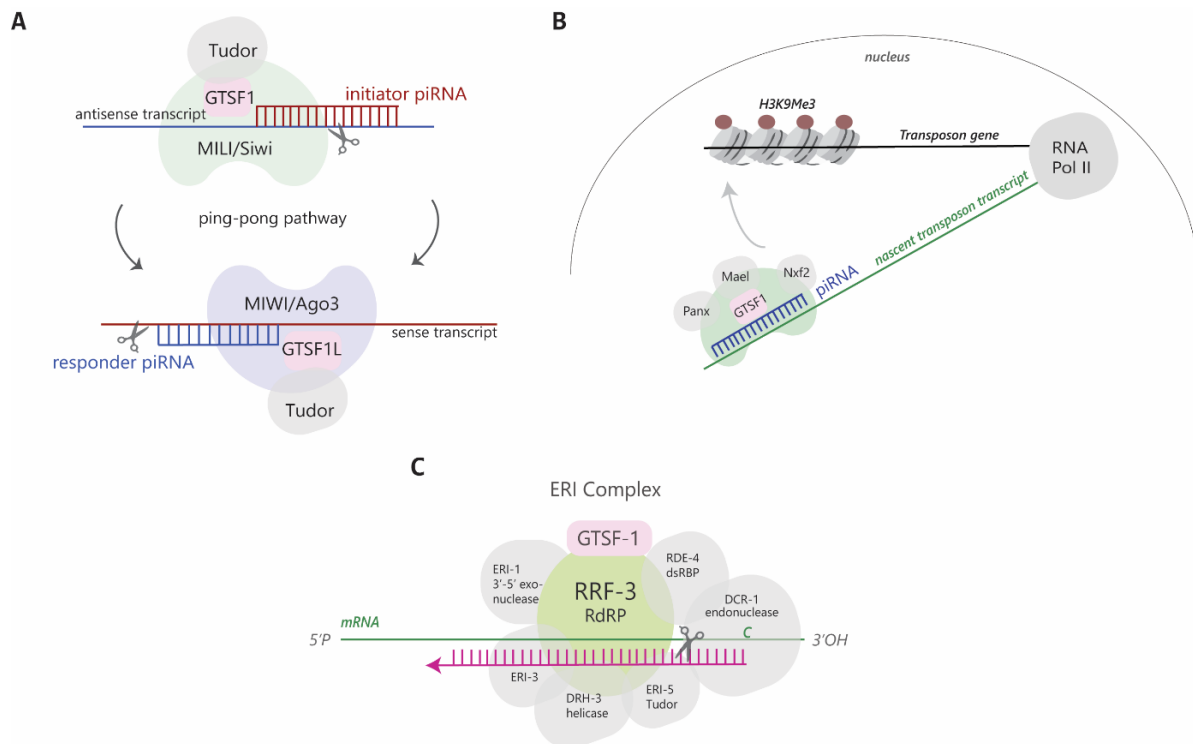 A
Tudor
GTSF1
initiator piRNA
antisense transcript
MILI/Siwi
ping-pong pathway
MIWI/Ago3
sense transcript
responder piRNA
GTSF1L
Tudor
B
nucleus
H3K9Me3
Transposon gene
RNA
Pol II
nascent transposon transcript
Mael
Nxf2
piRNA
GTSF1
Panx
C
ERI Complex
GTSF-1
ERI-1
3'-5' exo-
nuclease
RRF-3
RdRP
RDE-4
dsRBP
DCR-1
endonuclease
mRNA
C
5'P
3'OH
ERI-3
DRH-3
helicase
ERI-5
Tudor